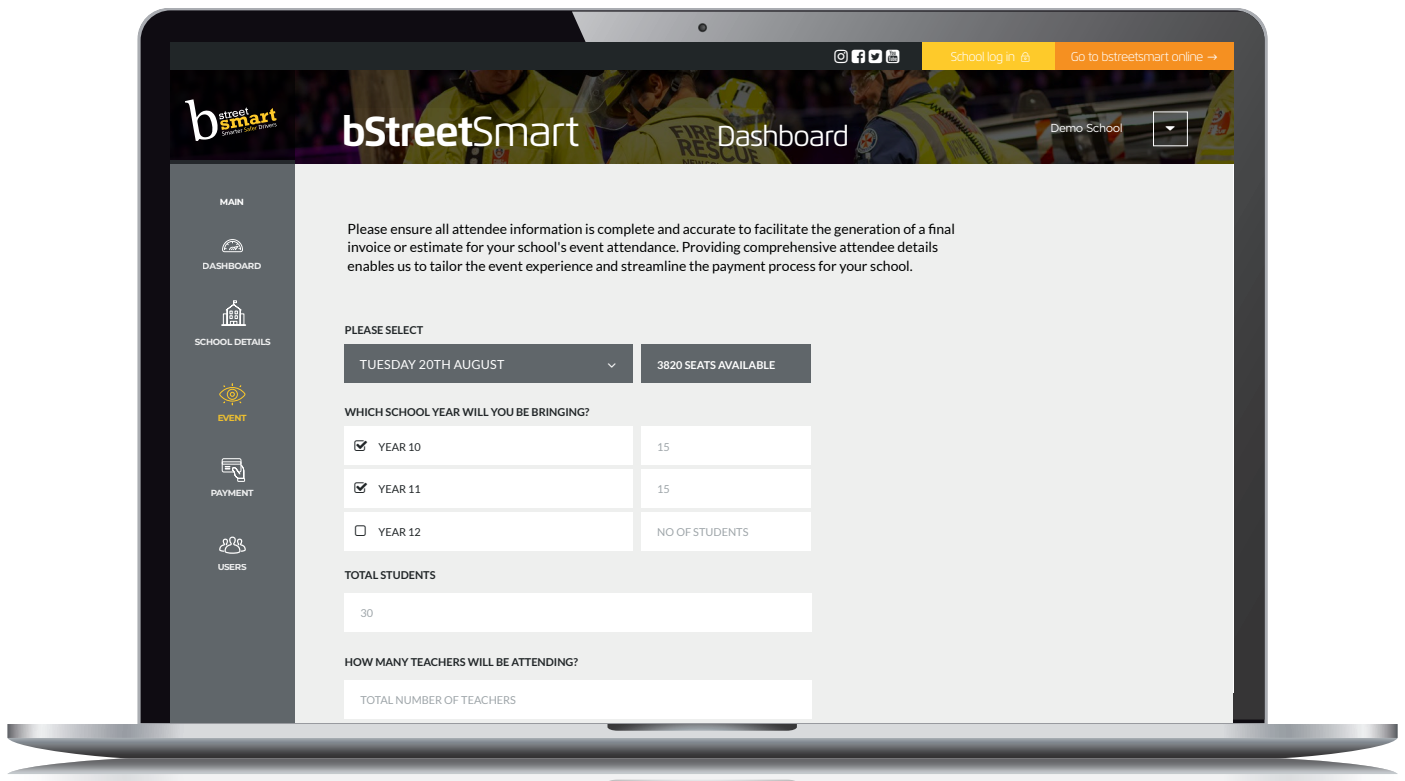 School log in
Go to bstreetsmart online →
b street smart
Smarter Safer Drivers
bStreetSmart
FIRE
RESCUE
Dashboard
Demo School
MAIN
DASHBOARD
SCHOOL DETAILS
EVENT
PAYMENT
USERS
Please ensure all attendee information is complete and accurate to facilitate the generation of a final
invoice or estimate for your school's event attendance. Providing comprehensive attendee details
enables us to tailor the event experience and streamline the payment process for your school.
PLEASE SELECT
TUESDAY 20TH AUGUST
3820 SEATS AVAILABLE
WHICH SCHOOL YEAR WILL YOU BE BRINGING?
YEAR 10
15
YEAR 11
15
YEAR 12
NO OF STUDENTS
TOTAL STUDENTS
30
HOW MANY TEACHERS WILL BE ATTENDING?
TOTAL NUMBER OF TEACHERS